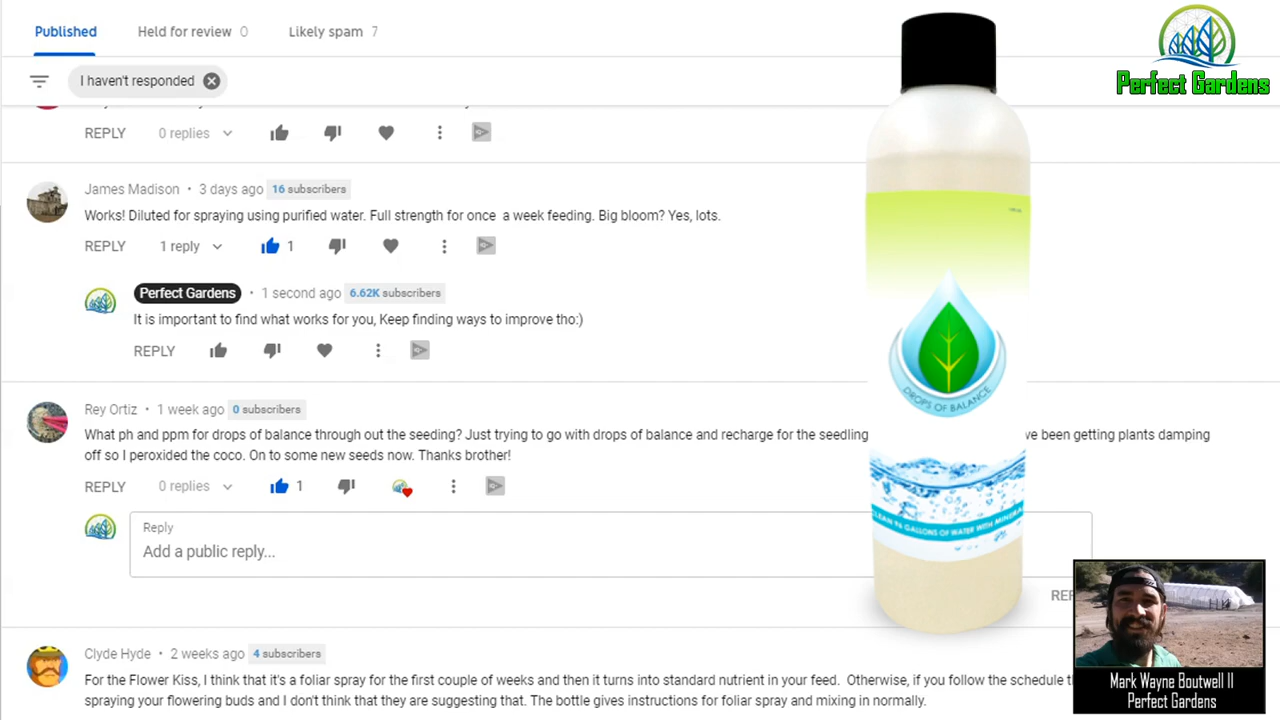 Published Held for review 0 Likely spam 7
I haven't responded
Perfect Gardens
REPLY 0 replies
James Madison • 3 days ago 16 subscribers
Works! Diluted for spraying using purified water. Full strength for once a week feeding. Big bloom? Yes, lots.
REPLY 1 reply 1
Perfect Gardens • 1 second ago 6.62K subscribers
It is important to find what works for you, Keep finding ways to improve tho:)
REPLY
DROPS OF BALANCE
Rey Ortiz • 1 week ago 0 subscribers
What ph and ppm for drops of balance through out the seeding? Just trying to go with drops of balance and recharge for the seedling ve been getting plants damping
off so I peroxided the coco. On to some new seeds now. Thanks brother!
REPLY 0 replies 1
CLEAN 96 GALLONS OF WATER WITH
Reply
Add a public reply...
Clyde Hyde • 2 weeks ago 4 subscribers
For the Flower Kiss, I think that it's a foliar spray for the first couple of weeks and then it turns into standard nutrient in your feed. Otherwise, if you follow the schedule
spraying your flowering buds and I don't think that they are suggesting that. The bottle gives instructions for foliar spray and mixing in normally.
Mark Wayne Boutwell II
Perfect Gardens